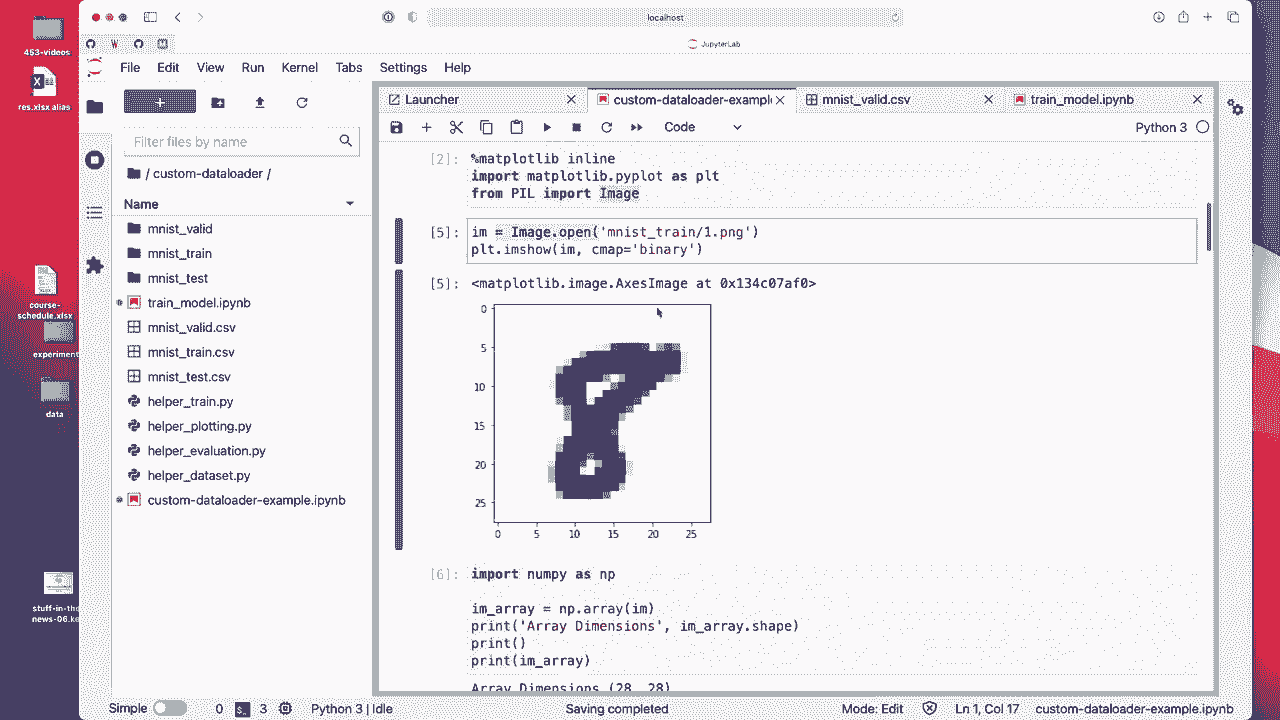 localhost
JupyterLab
453-videos
res.xlsx alias
course-
schedule.xlsx
experiment
data
stuff-in-the
news-06.ke
File Edit View Run Kernel Tabs Settings Help
Filter files by name
/ custom-dataloader /
Name
mnist_valid
mnist_train
mnist_test
train_model.ipynb
mnist_valid.csv
mnist_train.csv
mnist_test.csv
helper_train.py
helper_plotting.py
helper_evaluation.py
helper_dataset.py
custom-dataloader-example.ipynb
Launcher custom-dataloader-example mnist_valid.csv train_model.ipynb
Code Python 3
[2]: %matplotlib inline
import matplotlib.pyplot as plt
from PIL import Image
[5]: im = Image.open('mnist_train/1.png')
plt.imshow(im, cmap='binary')
[5]: <matplotlib.image.AxesImage at 0x134c07af0>
0
5
10
15
20
25
0 5 10 15 20 25
[6]: import numpy as np
im_array = np.array(im)
print('Array Dimensions', im_array.shape)
print()
print(im_array)
Array Dimensions (28, 28)
Simple 0 $_ 3 Python 3 | Idle Saving completed Mode: Edit Ln 1, Col 17 custom-dataloader-example.ipynb